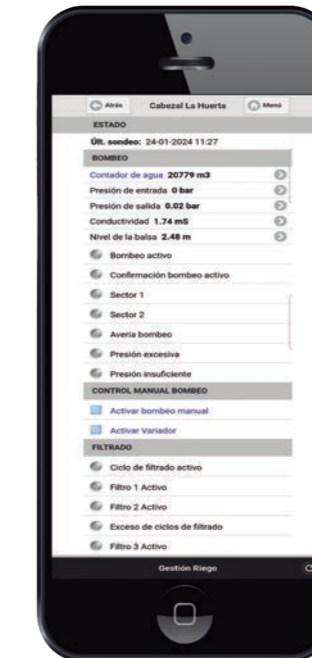 Atrás Cabezal La Huerta Menú
ESTADO
Últ. sondeo: 24-01-2024 11:27
BOMBEO
Contador de agua 20779 m3
Presión de entrada 0 bar
Presión de salida 0.02 bar
Conductividad 1.74 mS
Nivel de la balsa 2.48 m
Bombeo activo
Confirmación bombeo activo
Sector 1
Sector 2
Avería bombeo
Presión excesiva
Presión insuficiente
CONTROL MANUAL BOMBEO
Activar bombeo manual
Activar Variador
FILTRADO
Ciclo de filtrado activo
Filtro 1 Activo
Filtro 2 Activo
Exceso de ciclos de filtrado
Filtro 3 Activo
Gestión Riego